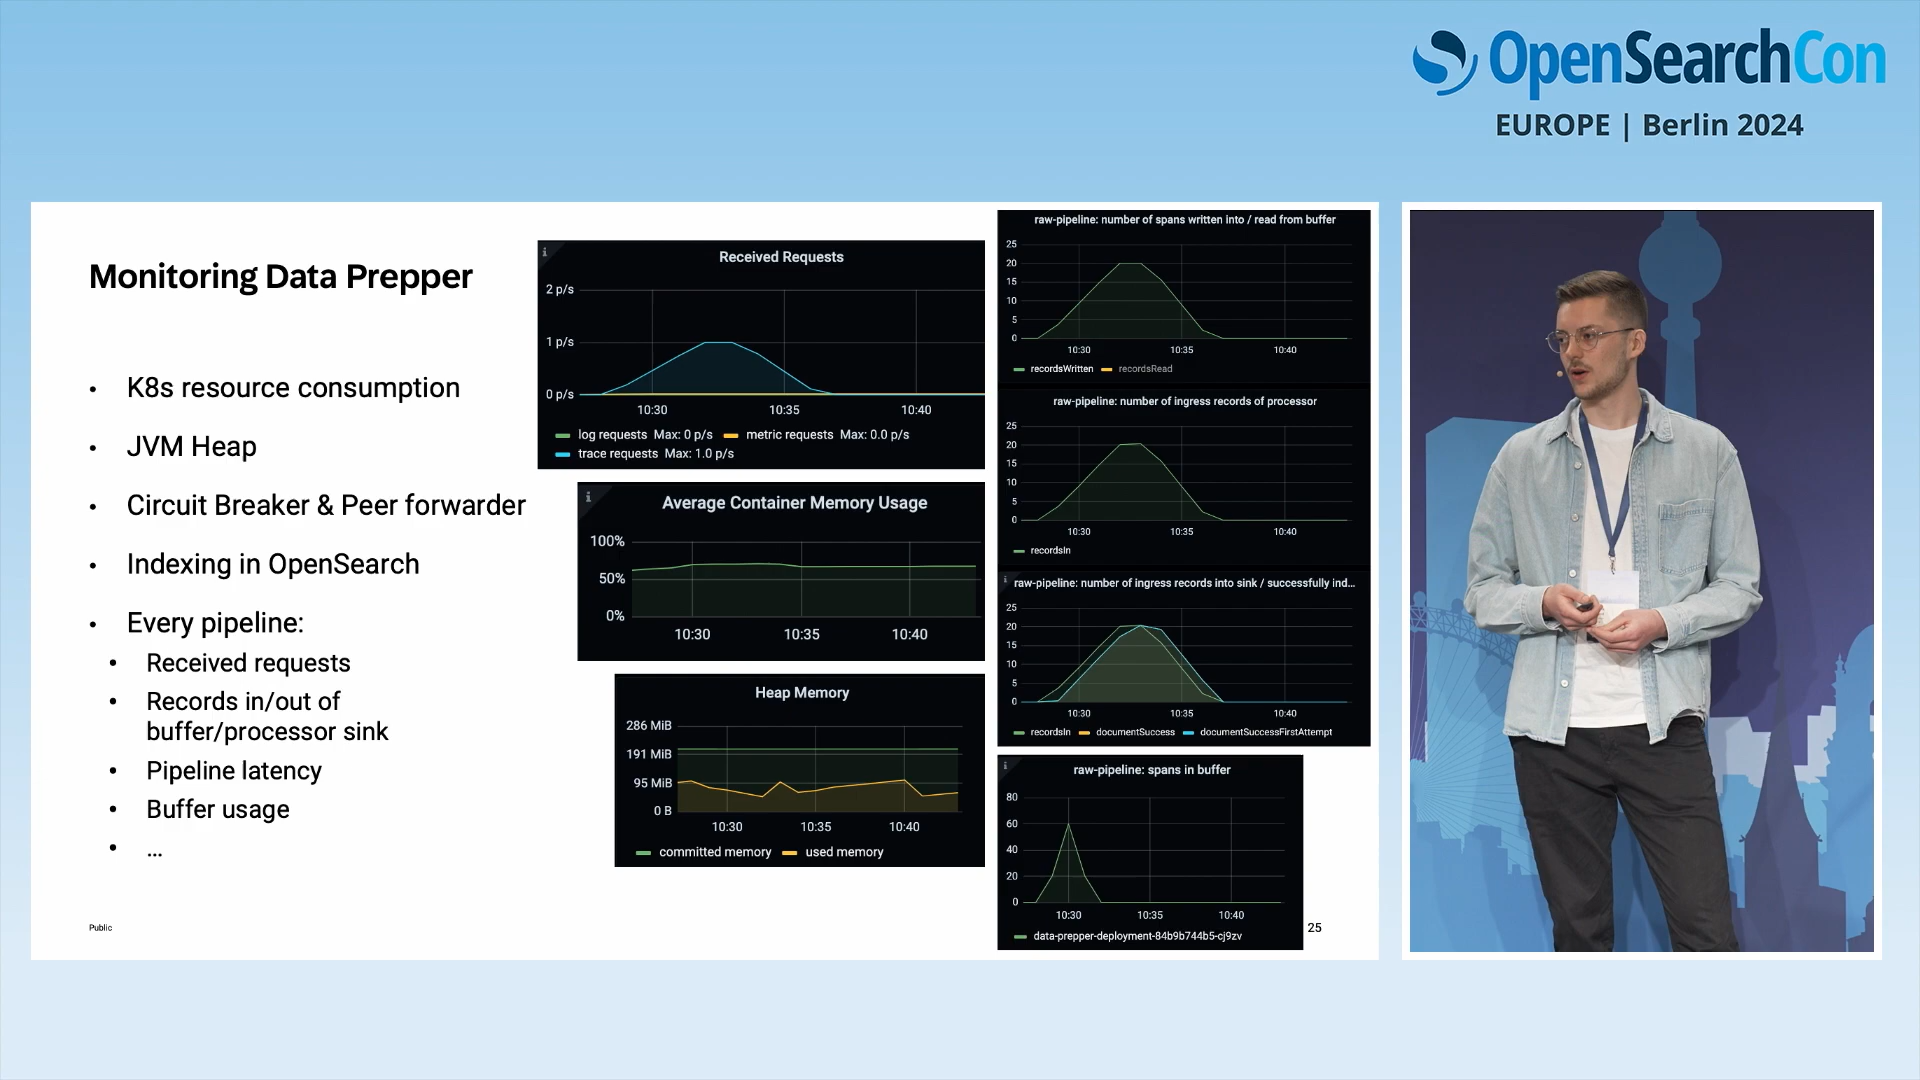 OpenSearchCon
EUROPE | Berlin 2024
Monitoring Data Prepper
• K8s resource consumption
• JVM Heap
• Circuit Breaker & Peer forwarder
• Indexing in OpenSearch
• Every pipeline:
• Received requests
• Records in/out of
buffer/processor sink
• Pipeline latency
• Buffer usage
• ...
Public
Received Requests
2 p/s
1 p/s
0 p/s
10:30 10:35 10:40
log requests Max: 0 p/s metric requests Max: 0.0 p/s
trace requests Max: 1.0 p/s
Average Container Memory Usage
100%
50%
0%
10:30 10:35 10:40
Heap Memory
286 MiB
191 MiB
95 MiB
0 B
10:30 10:35 10:40
committed memory used memory
raw-pipeline: number of spans written into / read from buffer
25
20
15
10
5
0
10:30 10:35 10:40
recordsWritten recordsRead
raw-pipeline: number of ingress records of processor
25
20
15
10
5
0
10:30 10:35 10:40
recordsIn
raw-pipeline: number of ingress records into sink / successfully ind...
25
20
15
10
5
0
10:30 10:35 10:40
recordsIn documentSuccess documentSuccessFirstAttempt
raw-pipeline: spans in buffer
80
60
40
20
0
10:30 10:35 10:40
data-prepper-deployment-84b9b744b5-cj9zv
25